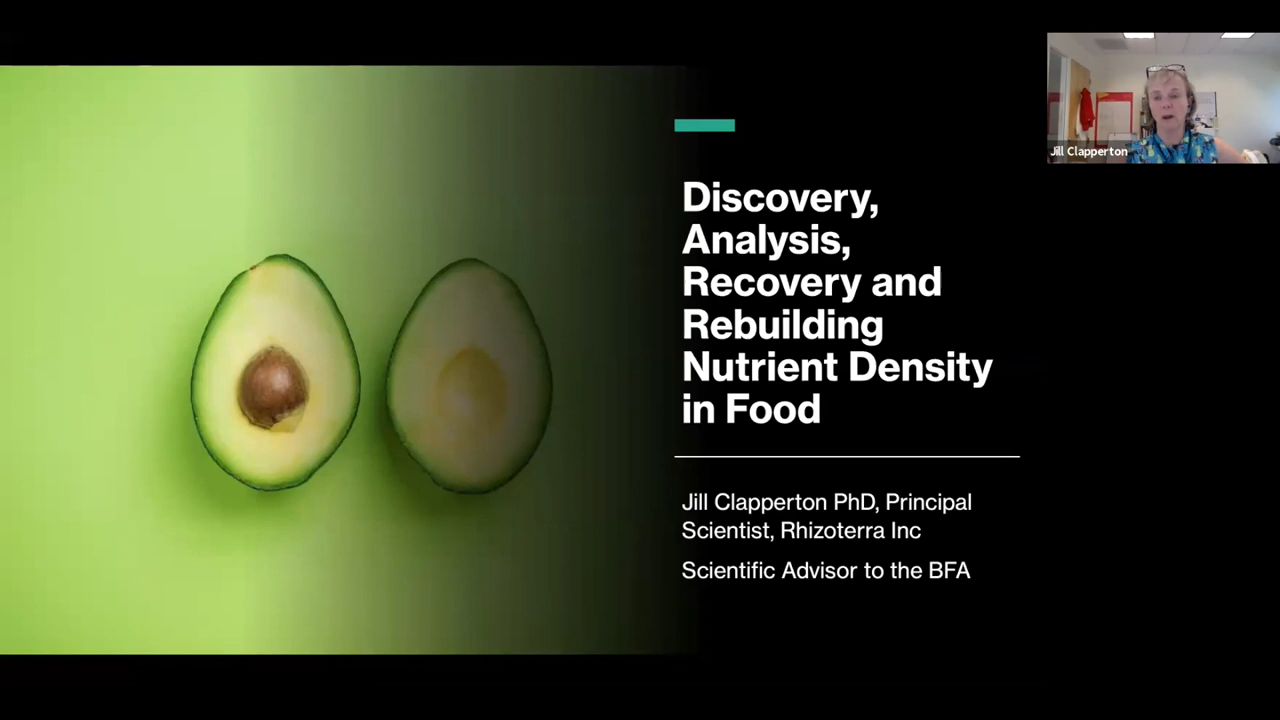 Discovery,
Analysis,
Recovery and
Rebuilding
Nutrient Density
in Food
Jill Clapperton PhD, Principal
Scientist, Rhizoterra Inc
Scientific Advisor to the BFA
Jill Clapperton